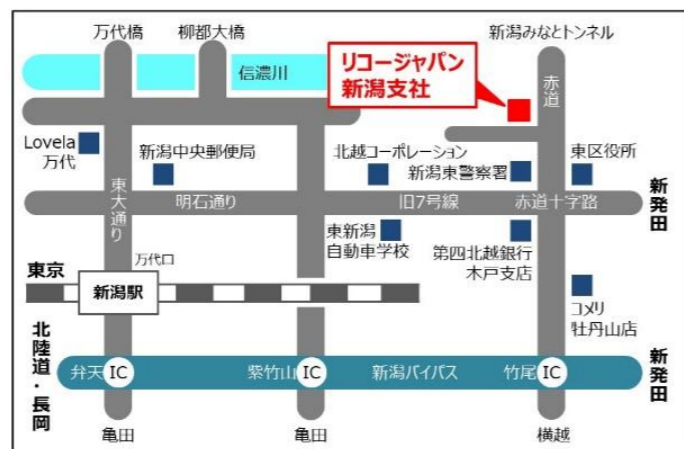 万代橋
柳都大橋
新潟みなとトンネル
信濃川
リコージャパン
新潟支社
赤道
Lovela
万代
新潟中央郵便局
北越コーポレーション
新潟東警察署
東区役所
東大通り
明石通り
旧7号線
赤道十字路
新発田
東新潟
自動車学校
第四北越銀行
木戸支店
万代口
東京
新潟駅
コメリ
牡丹山店
北陸道・長岡
弁天IC
紫竹山IC
新潟バイパス
竹尾IC
新発田
亀田
亀田
横越